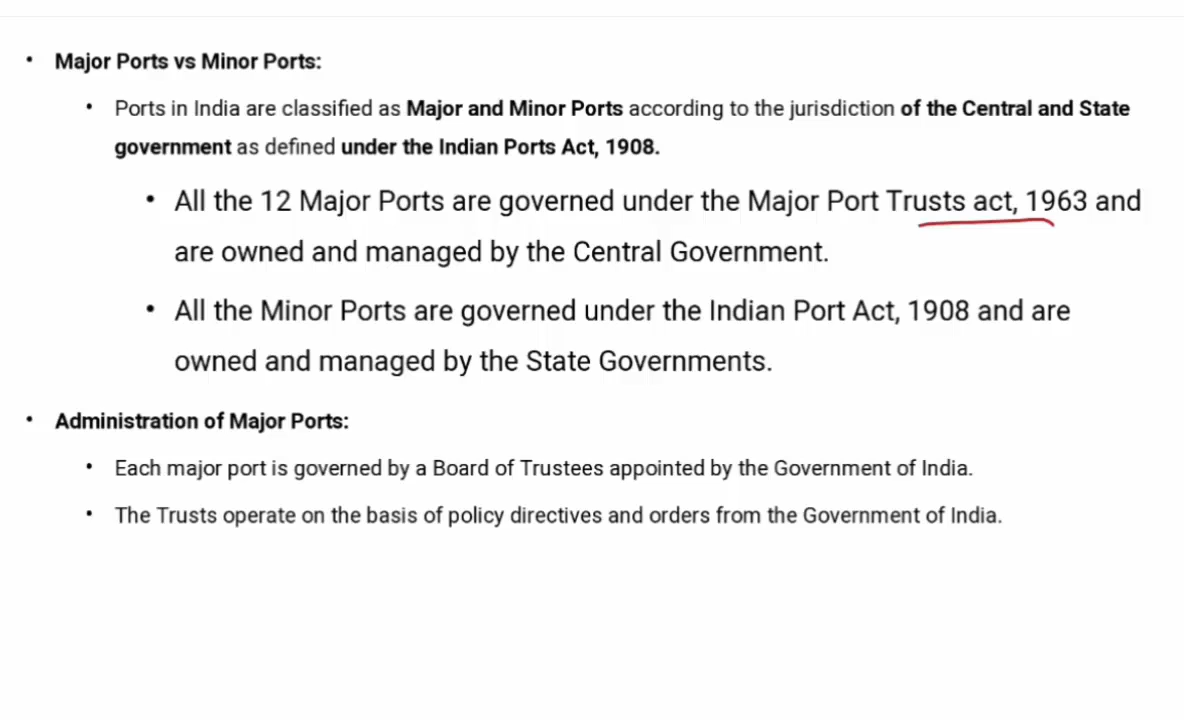 • Major Ports vs Minor Ports:
• Ports in India are classified as Major and Minor Ports according to the jurisdiction of the Central and State
government as defined under the Indian Ports Act, 1908.
• All the 12 Major Ports are governed under the Major Port Trusts act, 1963 and
are owned and managed by the Central Government.
• All the Minor Ports are governed under the Indian Port Act, 1908 and are
owned and managed by the State Governments.
• Administration of Major Ports:
• Each major port is governed by a Board of Trustees appointed by the Government of India.
• The Trusts operate on the basis of policy directives and orders from the Government of India.